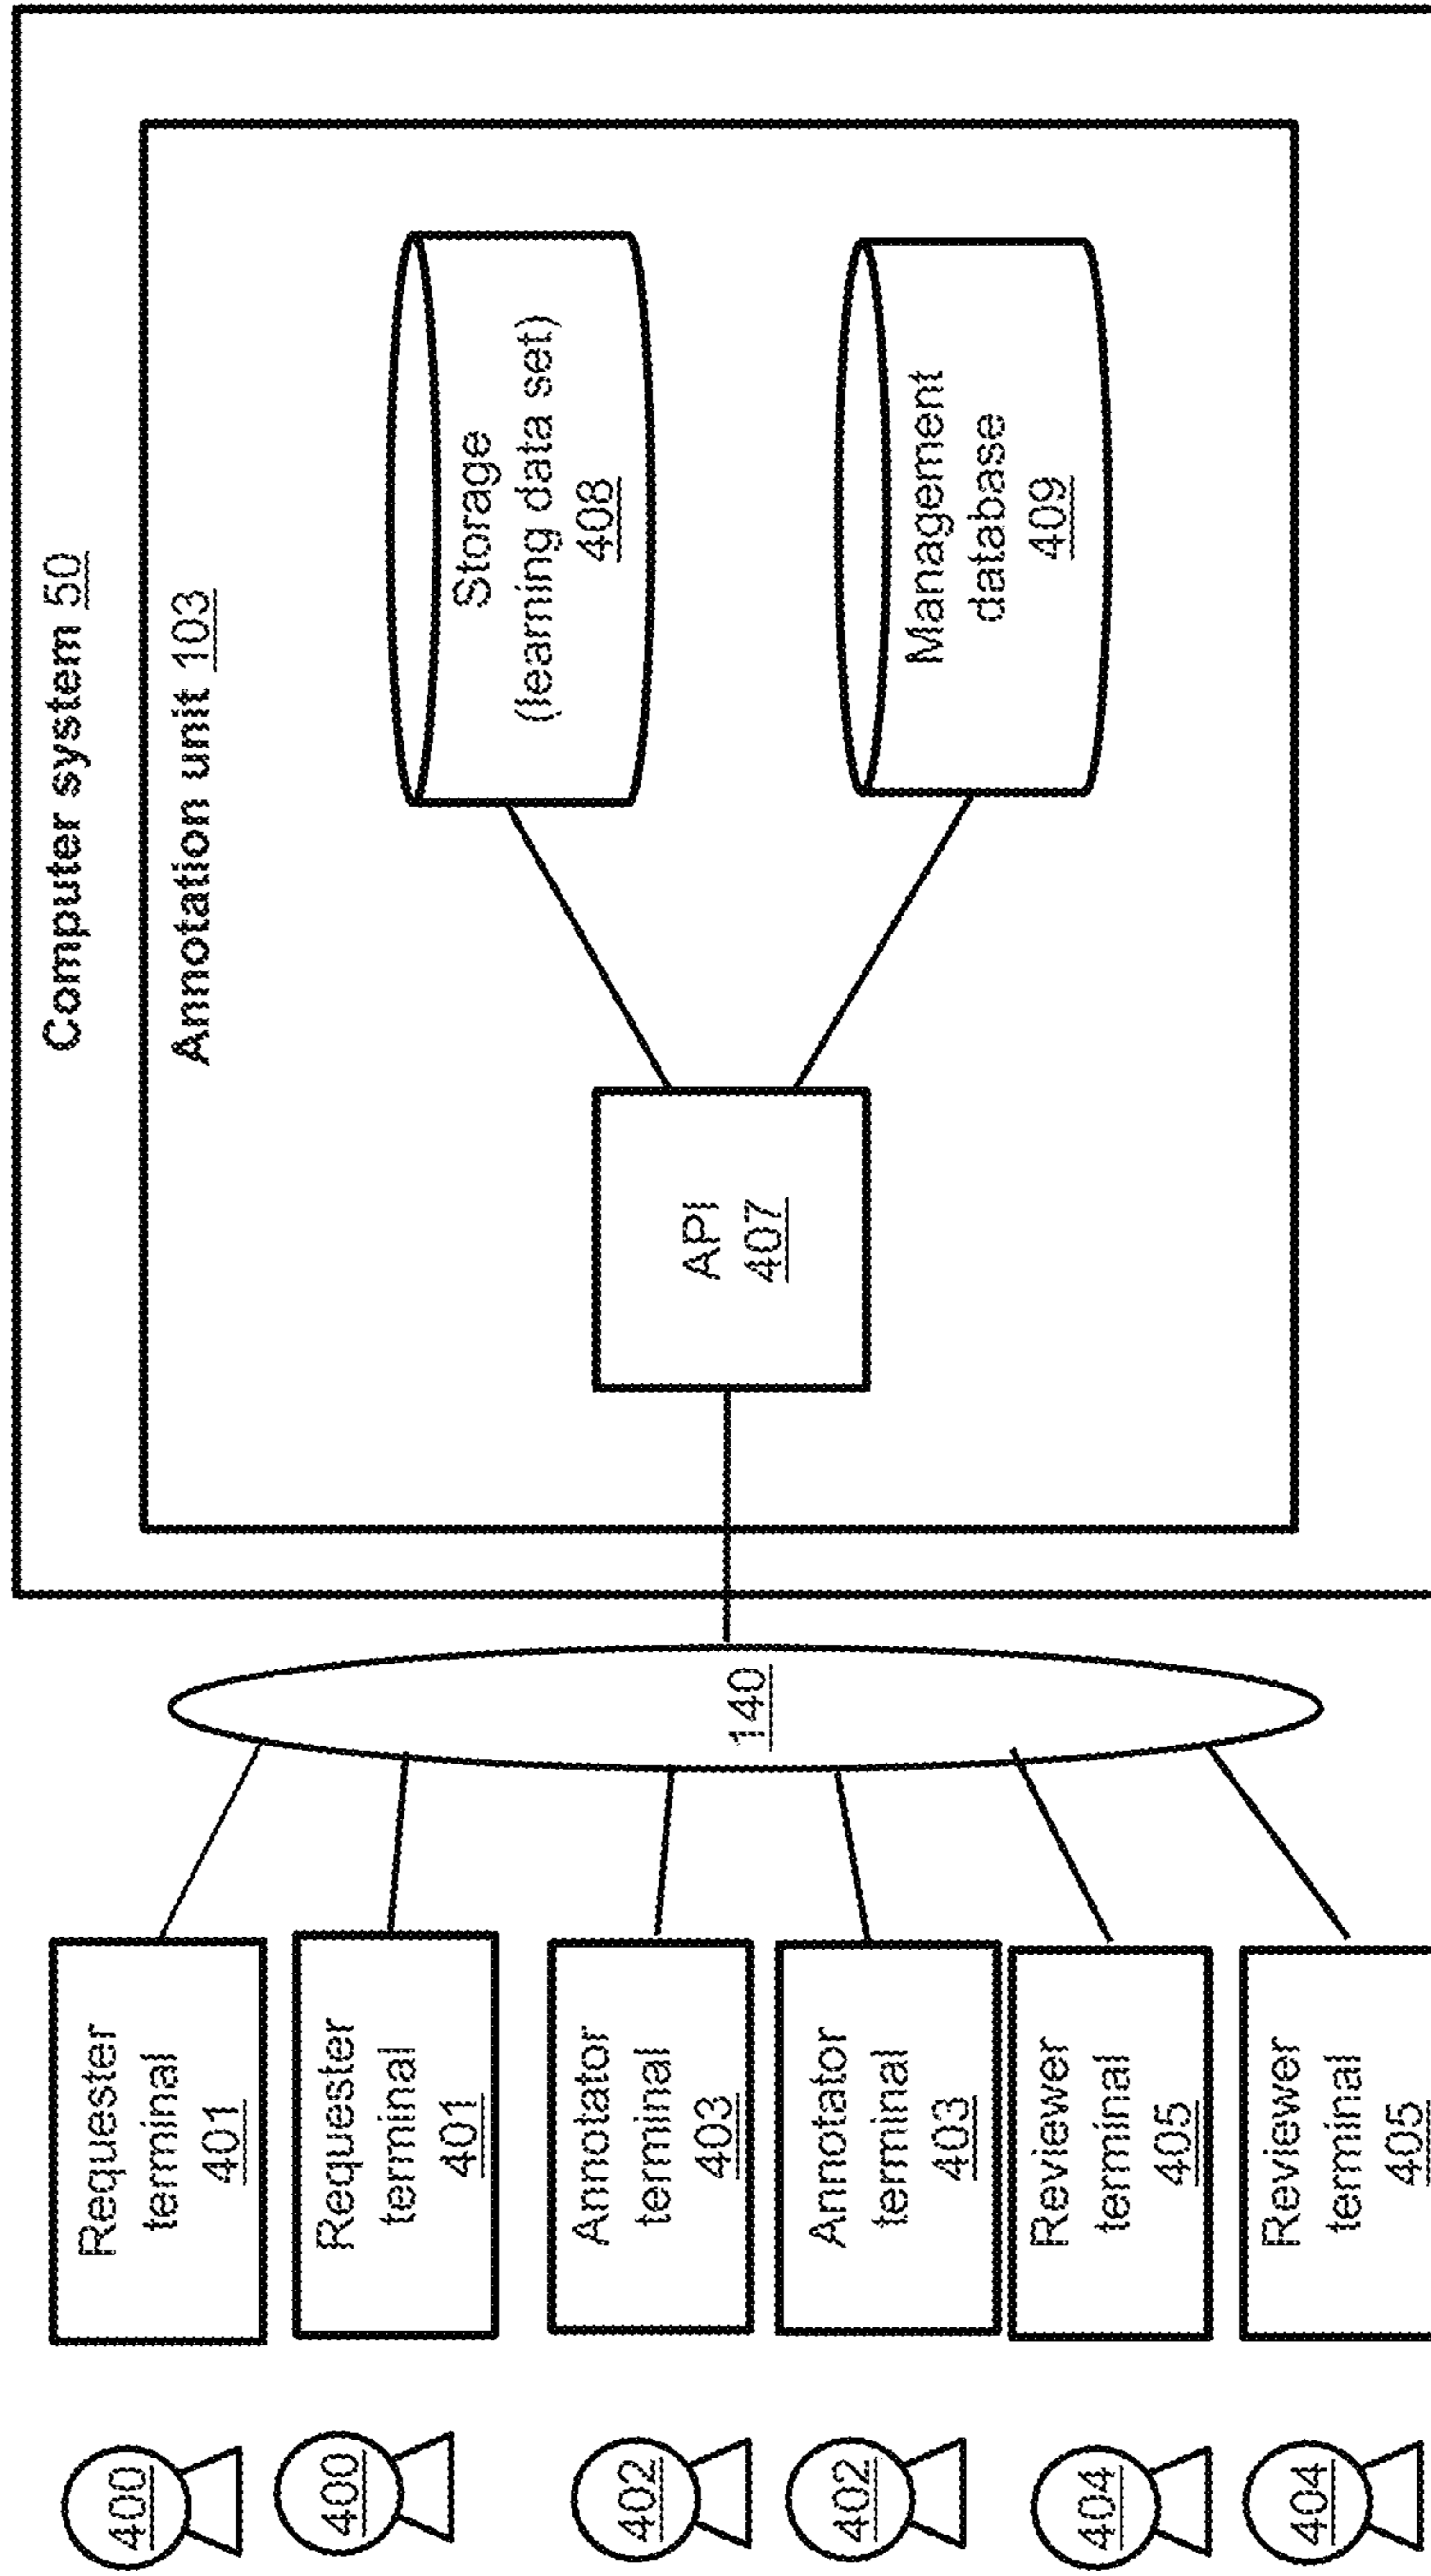 Computer system 50
Annotation unit 103
Storage
(learning data set)
408
Management
database
409
API
407
140
Requester
terminal
401
Requester
terminal
401
Annotator
terminal
403
Annotator
terminal
403
Reviewer
terminal
405
Reviewer
terminal
405
400
400
402
402
404
404